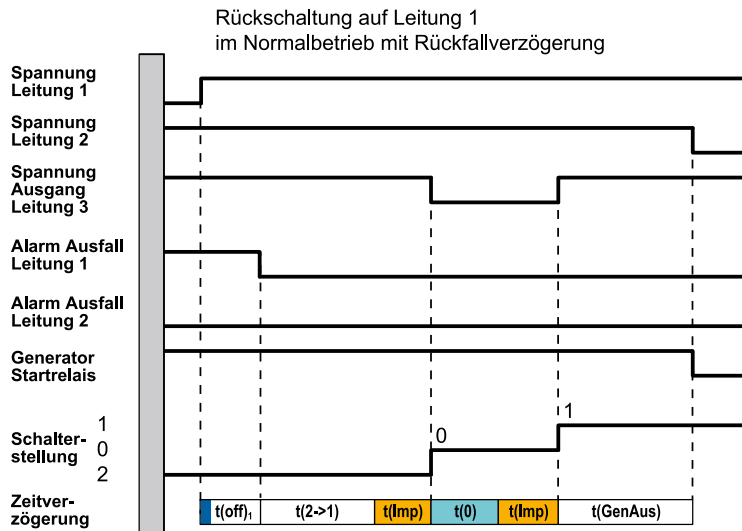 Rückschaltung auf Leitung 1
im Normalbetrieb mit Rückfallverzögerung
Spannung
Leitung 1
Spannung
Leitung 2
Spannung
Ausgang
Leitung 3
Alarm Ausfall
Leitung 1
Alarm Ausfall
Leitung 2
Generator
Startrelais
Schalter-
stellung
1
0
2
0
1
Zeitver-
zögerung
t(off)₁ t(2->1) t(Imp) t(0) t(Imp) t(GenAus)